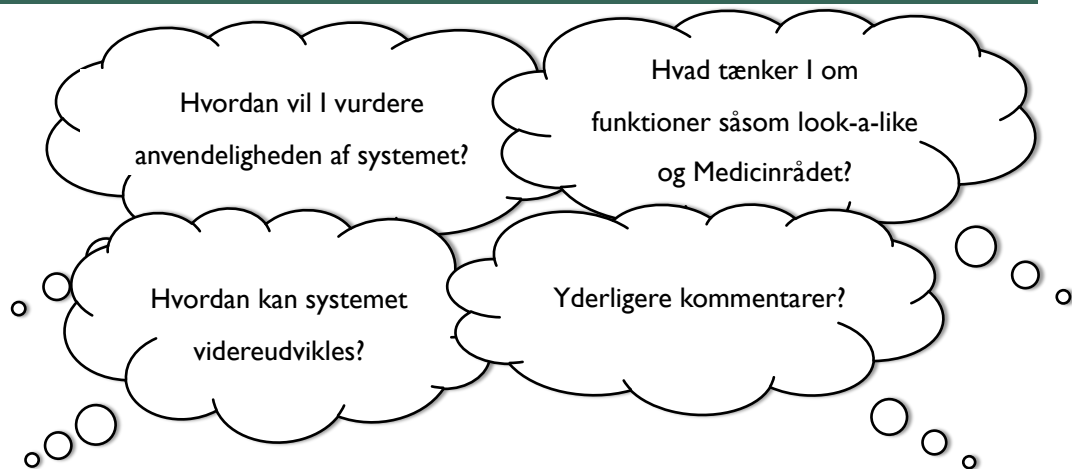 Hvordan vil I vurdere
anvendeligheden af systemet?
Hvad tænker I om
funktioner såsom look-a-like
og Medicinrådet?
Hvordan kan systemet
videreudvikles?
Yderligere kommentarer?